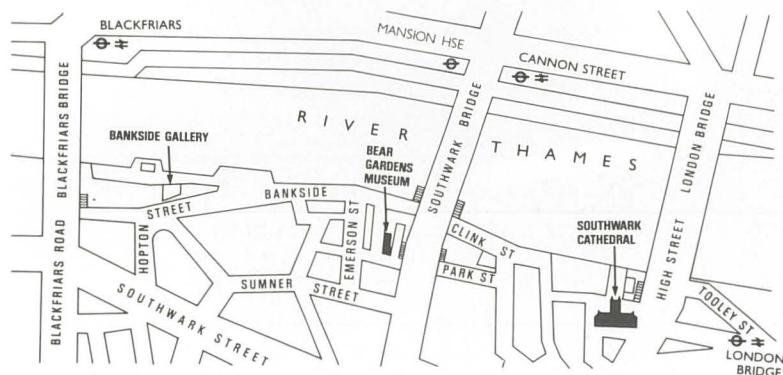 BLACKFRIARS
MANSION HSE
CANNON STREET
BLACKFRIARS BRIDGE
BLACKFRIARS ROAD
BANKSIDE GALLERY
RIVER THAMES
BEAR
GARDENS
MUSEUM
SOUTHWARK BRIDGE
LONDON BRIDGE
BANKSIDE
HOPTON STREET
EMERSON ST
CLINK ST
SOUTHWARK
CATHEDRAL
HIGH STREET
SUMNER STREET
PARK ST
SOUTHWARK STREET
TOOLEY ST
LONDON
BRIDGE